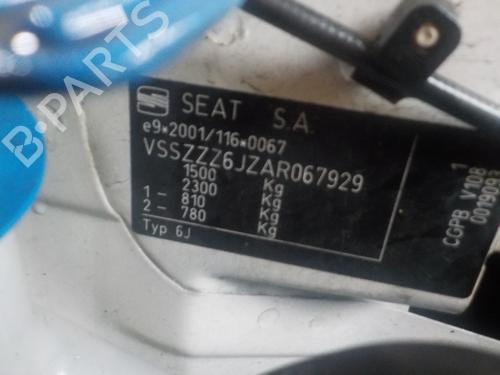 SEAT S.A.
e9*2001/116*0067
VSSZZZ6JZAR067929
1500 Kg
2300 Kg
1– 810 Kg
2– 780 Kg
Typ 6J
CGPB V108 1
B-PARTS